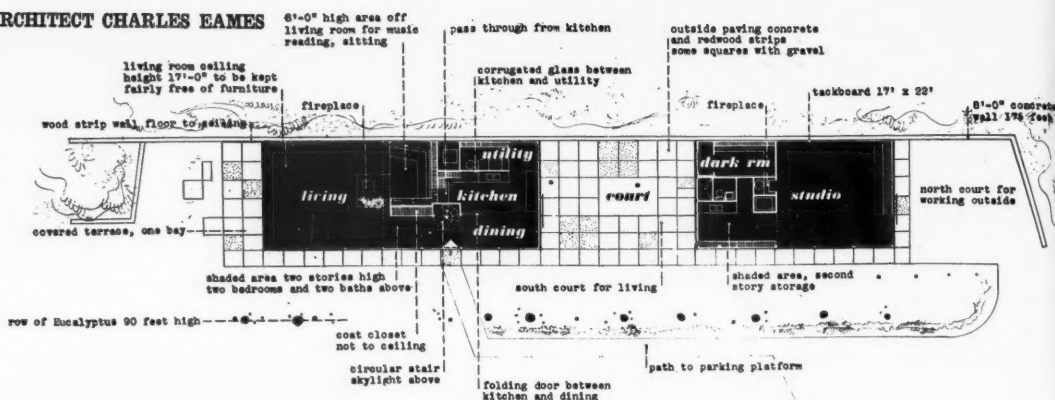 RCHITECT CHARLES EAMES
8'-0" high area off
living room for music
reading, sitting
pass through from kitchen
outside paving concrete
and redwood strips
some squares with gravel
living room ceiling
height 17'-0" to be kept
fairly free of furniture
corrugated glass between
kitchen and utility
fireplace
fireplace
tackboard 17' x 22'
wood strip wall floor to ceiling
8'-0" concrete
wall 175 feet
utility
dark rm
living
kitchen
court
studio
dining
north court for
working outside
covered terrace, one bay
shaded area two stories high
two bedrooms and two baths above
south court for living
shaded area, second
story storage
row of Eucalyptus 90 feet high
coat closet
not to ceiling
circular stair
skylight above
path to parking platform
folding door between
kitchen and dining